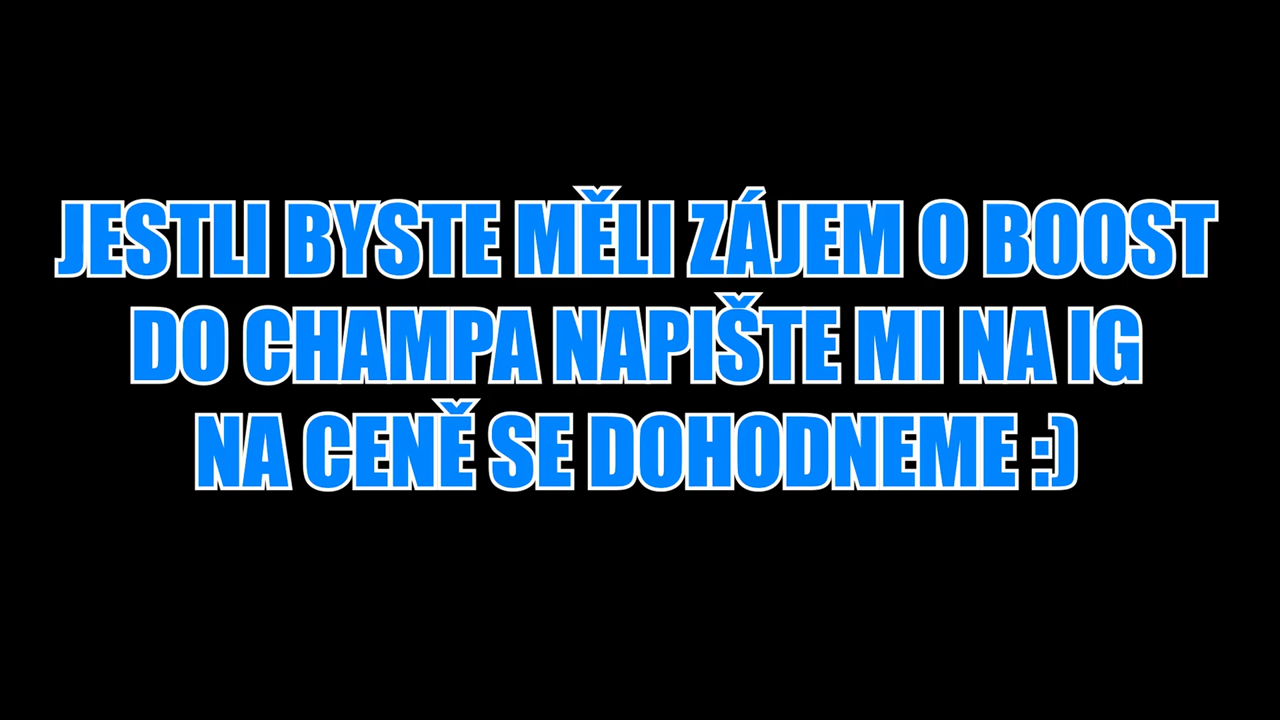 JESTLI BYSTE MĚLI ZÁJEM O BOOST
DO CHAMPA NAPIŠTE MI NA IG
NA CENĚ SE DOHODNEME :)